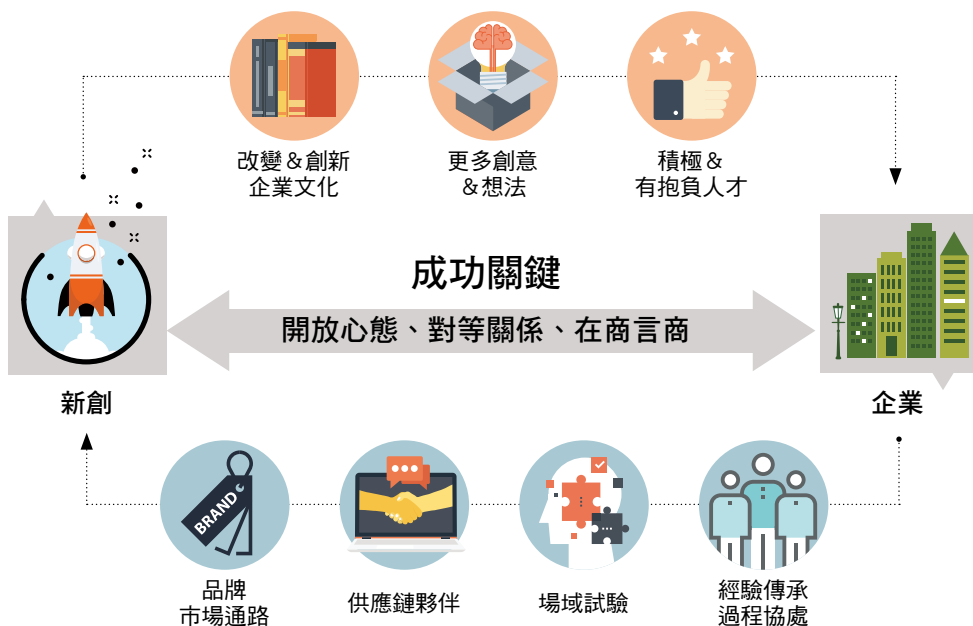 改變＆創新
企業文化
更多創意
＆想法
積極＆
有抱負人才
成功關鍵
開放心態、對等關係、在商言商
新創
企業
BRAND
品牌
市場通路
供應鏈夥伴
場域試驗
經驗傳承
過程協處